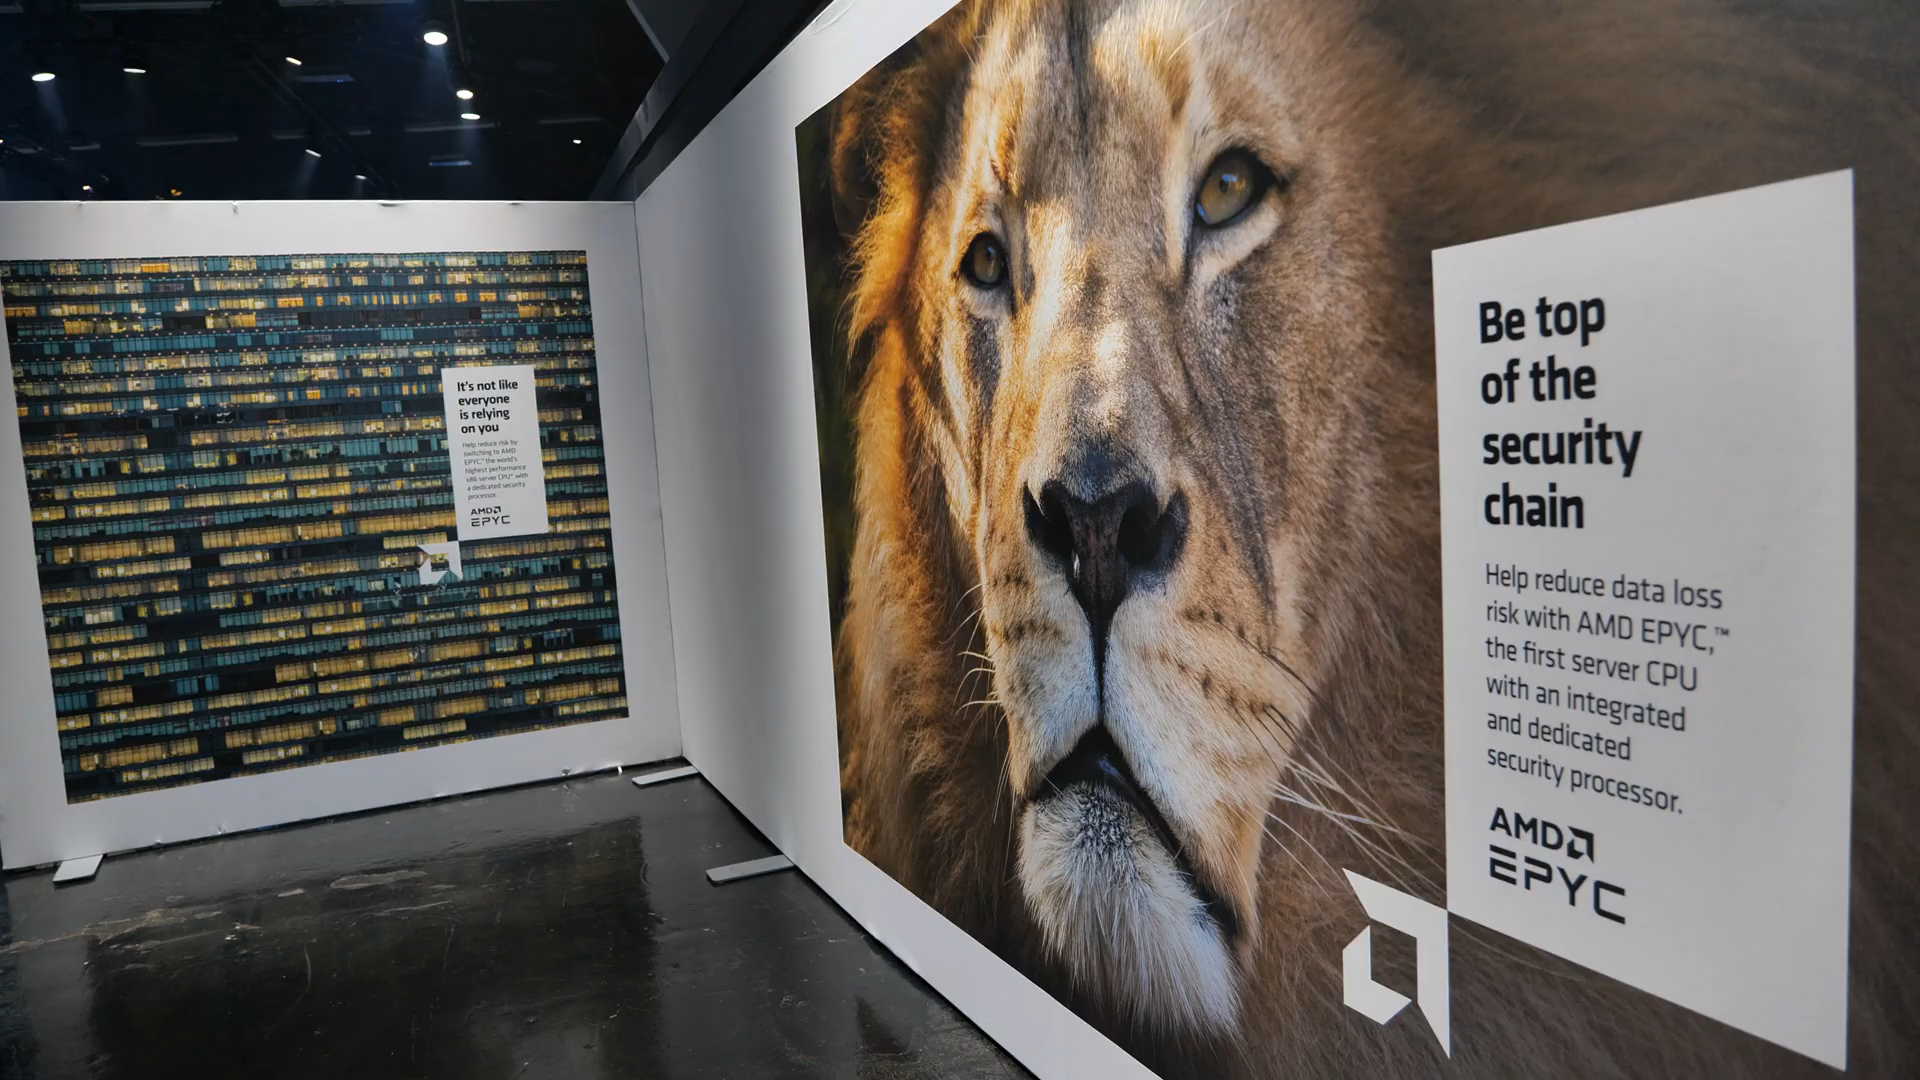 It's not like
everyone
is relying
on you
Help reduce risk by
switching to AMD
EPYC,™ the world's
highest performance
x86 server CPU* with
a dedicated security
processor.
AMD
EPYC
Be top
of the
security
chain
Help reduce data loss
risk with AMD EPYC,™
the first server CPU
with an integrated
and dedicated
security processor.
AMD
EPYC